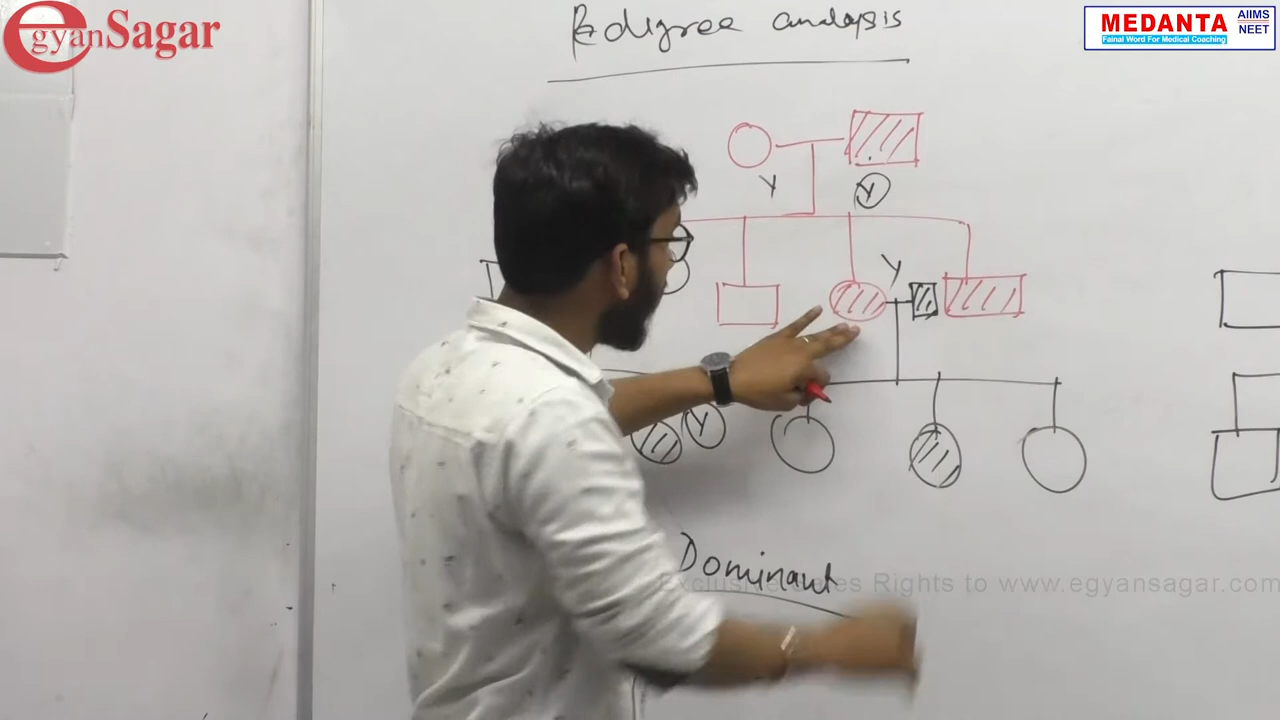 egyanSagar
MEDANTA
AIIMS
NEET
Fainal Word For Medical Coaching
Pedigree analysis
Y
Y
Y
Y
Dominant
Rights to www.egyansagar.com